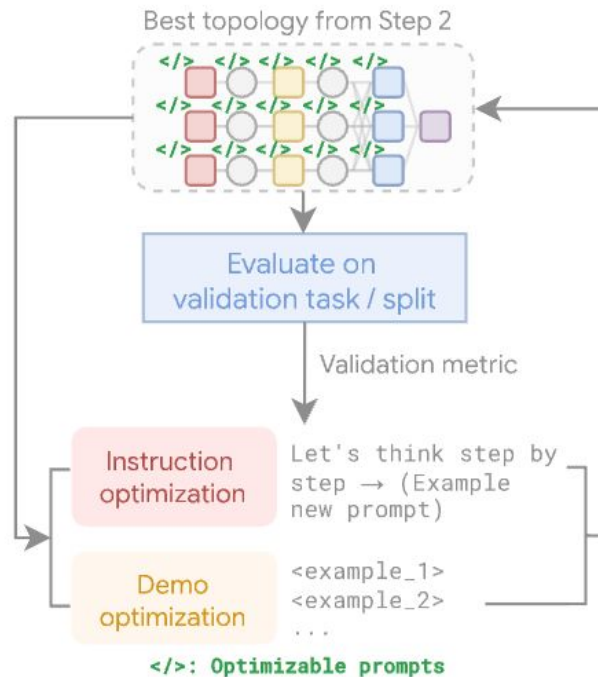 Best topology from Step 2
</> </> </> </> </>
</> </> </> </> </>
</> </> </> </> </>
Evaluate on
validation task / split
Validation metric
Instruction
optimization
Let's think step by
step → (Example
new prompt)
Demo
optimization
<example_1>
<example_2>
...
</>: Optimizable prompts